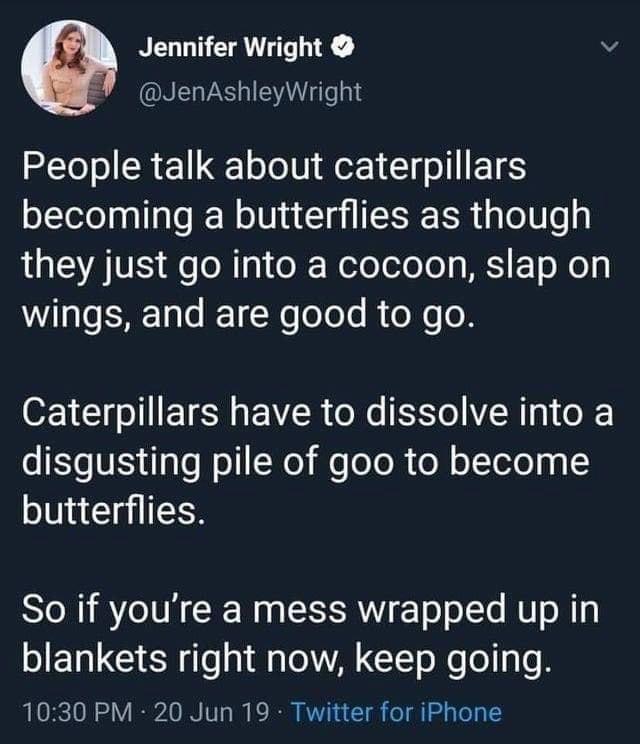 Jennifer Wright
@JenAshleyWright
People talk about caterpillars
becoming a butterflies as though
they just go into a cocoon, slap on
wings, and are good to go.
Caterpillars have to dissolve into a
disgusting pile of goo to become
butterflies.
So if you're a mess wrapped up in
blankets right now, keep going.
10:30 PM · 20 Jun 19 · Twitter for iPhone